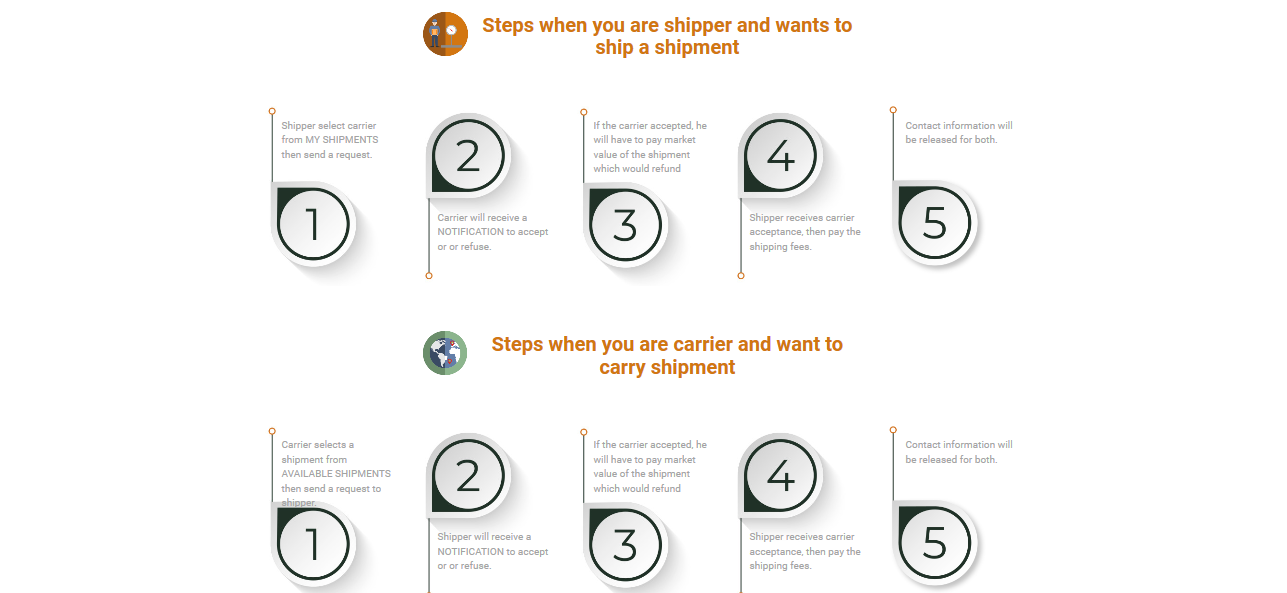 Steps when you are shipper and wants to
ship a shipment
Shipper select carrier
from MY SHIPMENTS
then send a request.
1
2
Carrier will receive a
NOTIFICATION to accept
or or refuse.
If the carrier accepted, he
will have to pay market
value of the shipment
which would refund
3
4
Shipper receives carrier
acceptance, then pay the
shipping fees.
Contact information will
be released for both.
5
Steps when you are carrier and want to
carry shipment
Carrier selects a
shipment from
AVAILABLE SHIPMENTS
then send a request to
shipper.
1
2
Shipper will receive a
NOTIFICATION to accept
or or refuse.
If the carrier accepted, he
will have to pay market
value of the shipment
which would refund
3
4
Shipper receives carrier
acceptance, then pay the
shipping fees.
Contact information will
be released for both.
5